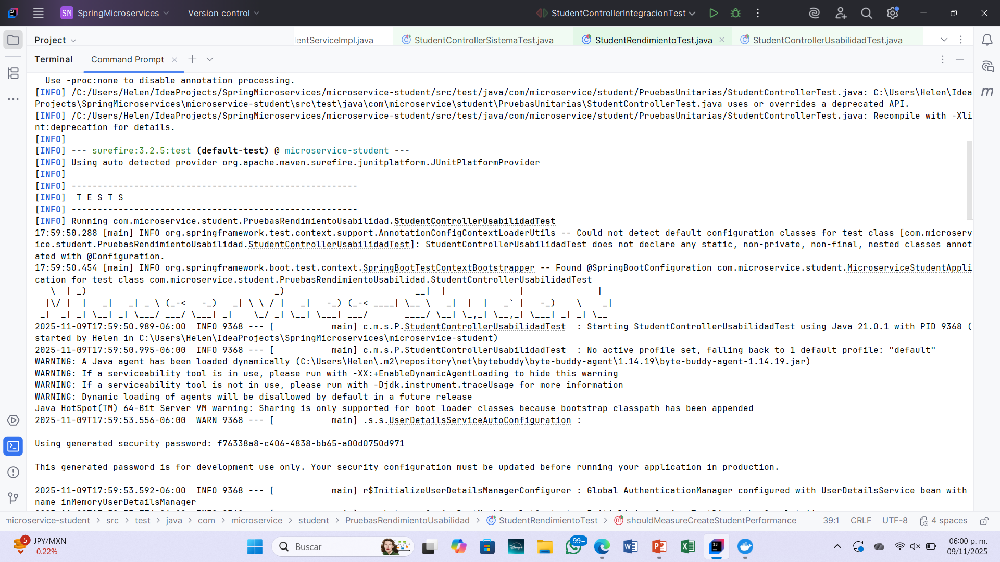 SM SpringMicroservices Version control StudentControllerIntegracionTest
Project entServiceImpl.java StudentControllerSistemaTest.java StudentRendimientoTest.java StudentControllerUsabilidadTest.java
Terminal Command Prompt
Use -proc:none to disable annotation processing.
[INFO] /C:/Users/Helen/IdeaProjects/SpringMicroservices/microservice-student/src/test/java/com/microservice/student/PruebasUnitarias/StudentControllerTest.java: C:\Users\Helen\Idea
Projects\SpringMicroservices\microservice-student\src\test\java\com\microservice\student\PruebasUnitarias\StudentControllerTest.java uses or overrides a deprecated API.
[INFO] /C:/Users/Helen/IdeaProjects/SpringMicroservices/microservice-student/src/test/java/com/microservice/student/PruebasUnitarias/StudentControllerTest.java: Recompile with -Xli
nt:deprecation for details.
[INFO]
[INFO] --- surefire:3.2.5:test (default-test) @ microservice-student ---
[INFO] Using auto detected provider org.apache.maven.surefire.junitplatform.JUnitPlatformProvider
[INFO]
[INFO] -------------------------------------------------------
[INFO]  T E S T S
[INFO] -------------------------------------------------------
[INFO] Running com.microservice.student.PruebasRendimientoUsabilidad.StudentControllerUsabilidadTest
17:59:50.288 [main] INFO org.springframework.test.context.support.AnnotationConfigContextLoaderUtils -- Could not detect default configuration classes for test class [com.microserv
ice.student.PruebasRendimientoUsabilidad.StudentControllerUsabilidadTest]: StudentControllerUsabilidadTest does not declare any static, non-private, non-final, nested classes annot
ated with @Configuration.
17:59:50.454 [main] INFO org.springframework.boot.test.context.SpringBootTestContextBootstrapper -- Found @SpringBootConfiguration com.microservice.student.MicroserviceStudentAppli
cation for test class com.microservice.student.PruebasRendimientoUsabilidad.StudentControllerUsabilidadTest
2025-11-09T17:59:50.989-06:00  INFO 9368 --- [           main] c.m.s.P.StudentControllerUsabilidadTest  : Starting StudentControllerUsabilidadTest using Java 21.0.1 with PID 9368 (
started by Helen in C:\Users\Helen\IdeaProjects\SpringMicroservices\microservice-student)
2025-11-09T17:59:50.995-06:00  INFO 9368 --- [           main] c.m.s.P.StudentControllerUsabilidadTest  : No active profile set, falling back to 1 default profile: "default"
WARNING: A Java agent has been loaded dynamically (C:\Users\Helen\.m2\repository\net\bytebuddy\byte-buddy-agent\1.14.19\byte-buddy-agent-1.14.19.jar)
WARNING: If a serviceability tool is in use, please run with -XX:+EnableDynamicAgentLoading to hide this warning
WARNING: If a serviceability tool is not in use, please run with -Djdk.instrument.traceUsage for more information
WARNING: Dynamic loading of agents will be disallowed by default in a future release
Java HotSpot(TM) 64-Bit Server VM warning: Sharing is only supported for boot loader classes because bootstrap classpath has been appended
2025-11-09T17:59:53.556-06:00  WARN 9368 --- [           main] .s.s.UserDetailsServiceAutoConfiguration :
Using generated security password: f76338a8-c406-4838-bb65-a00d0750d971
This generated password is for development use only. Your security configuration must be updated before running your application in production.
2025-11-09T17:59:53.592-06:00  INFO 9368 --- [           main] r$InitializeUserDetailsManagerConfigurer : Global AuthenticationManager configured with UserDetailsService bean with
name inMemoryUserDetailsManager
microservice-student > src > test > java > com > microservice > student > PruebasRendimientoUsabilidad > StudentRendimientoTest > shouldMeasureCreateStudentPerformance 39:1 CRLF UTF-8 4 spaces
5 JPY/MXN
-0.22%
Buscar
99+
06:00 p. m.
09/11/2025